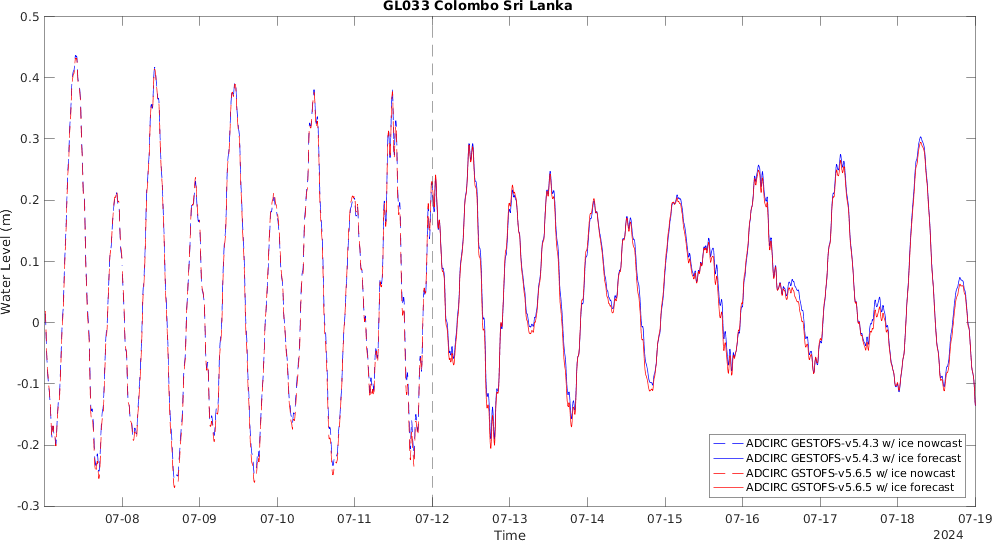 GL033 Colombo Sri Lanka
0.5
0.4
0.3
0.2
0.1
0
-0.1
-0.2
-0.3
Water Level (m)
ADCIRC GESTOFS-v5.4.3 w/ ice nowcast
ADCIRC GESTOFS-v5.4.3 w/ ice forecast
ADCIRC GSTOFS-v5.6.5 w/ ice nowcast
ADCIRC GSTOFS-v5.6.5 w/ ice forecast
07-08 07-09 07-10 07-11 07-12 07-13 07-14 07-15 07-16 07-17 07-18 07-19
Time
2024